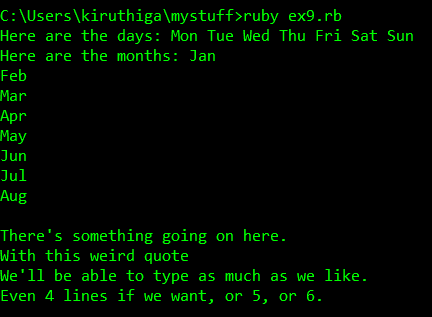 C:\Users\kiruthiga\mystuff>ruby ex9.rb
Here are the days: Mon Tue Wed Thu Fri Sat Sun
Here are the months: Jan
Feb
Mar
Apr
May
Jun
Jul
Aug

There's something going on here.
With this weird quote
We'll be able to type as much as we like.
Even 4 lines if we want, or 5, or 6.